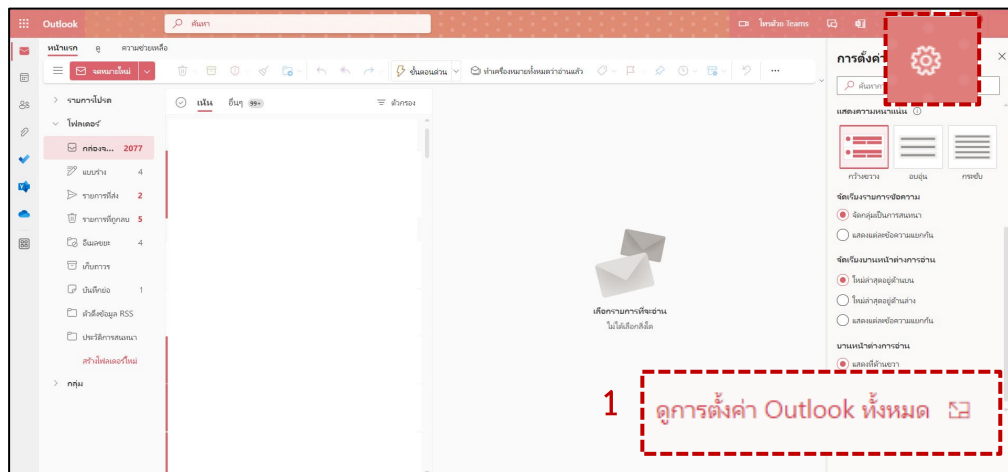 Outlook
ค้นหา
โทรด้วย Teams
หน้าแรก ดู ความช่วยเหลือ
จดหมายใหม่
ขั้นตอนด่วน
ทำเครื่องหมายทั้งหมดว่าอ่านแล้ว
รายการโปรด
โฟลเดอร์
กล่องจ... 2077
แบบร่าง 4
รายการที่ส่ง 2
รายการที่ถูกลบ 5
อีเมลขยะ 4
เก็บถาวร
บันทึกย่อ 1
ตัวดึงข้อมูล RSS
ประวัติการสนทนา
สร้างโฟลเดอร์ใหม่
กลุ่ม
เน้น อื่นๆ 99+ ตัวกรอง
เลือกรายการที่จะอ่าน
ไม่ได้เลือกสิ่งใด
การตั้งค่า
แสดงความหนาแน่น
กว้างขวาง อบอุ่น กระชับ
จัดเรียงรายการข้อความ
จัดกลุ่มเป็นการสนทนา
แสดงแต่ละข้อความแยกกัน
จัดเรียงบานหน้าต่างการอ่าน
ใหม่ล่าสุดอยู่ด้านบน
ใหม่ล่าสุดอยู่ด้านล่าง
แสดงแต่ละข้อความแยกกัน
บานหน้าต่างการอ่าน
แสดงที่ด้านขวา
1
ดูการตั้งค่า Outlook ทั้งหมด